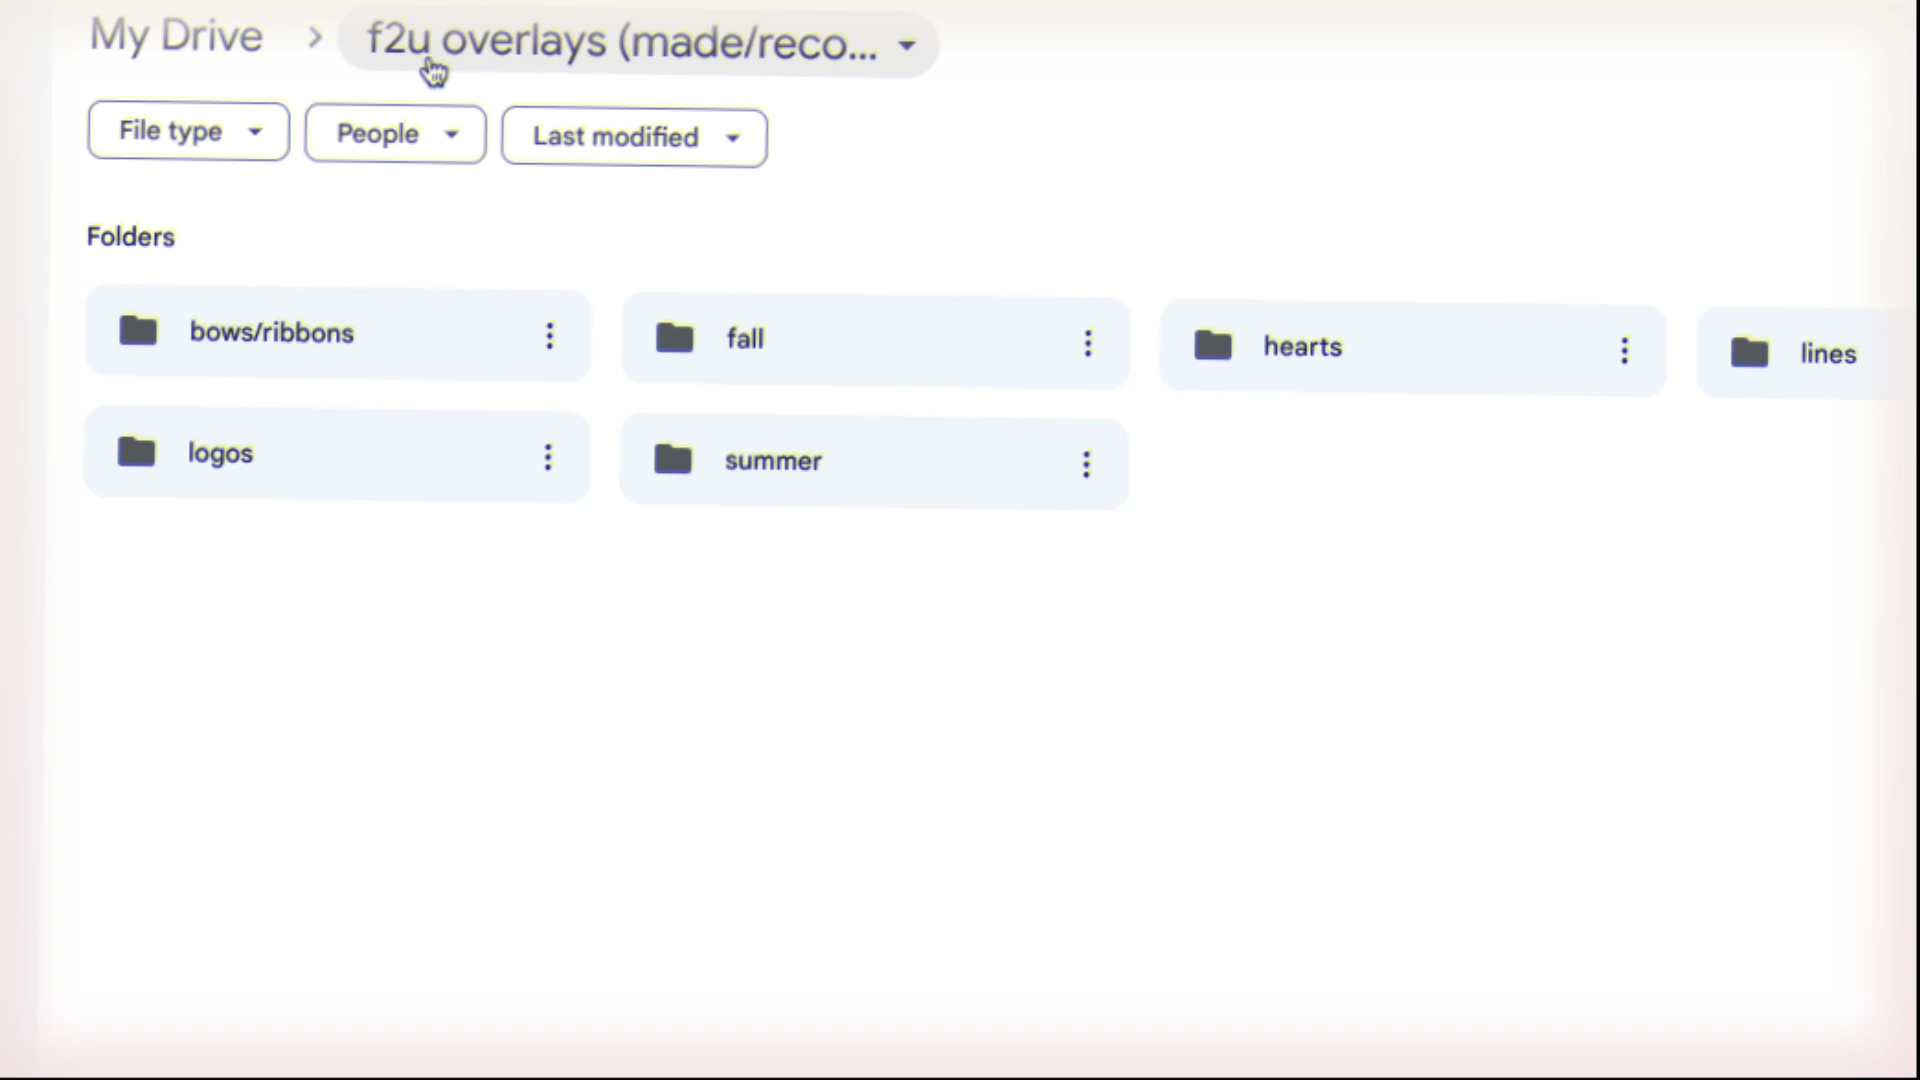 My Drive > f2u overlays (made/reco...
File type People Last modified
Folders
bows/ribbons fall hearts lines
logos summer